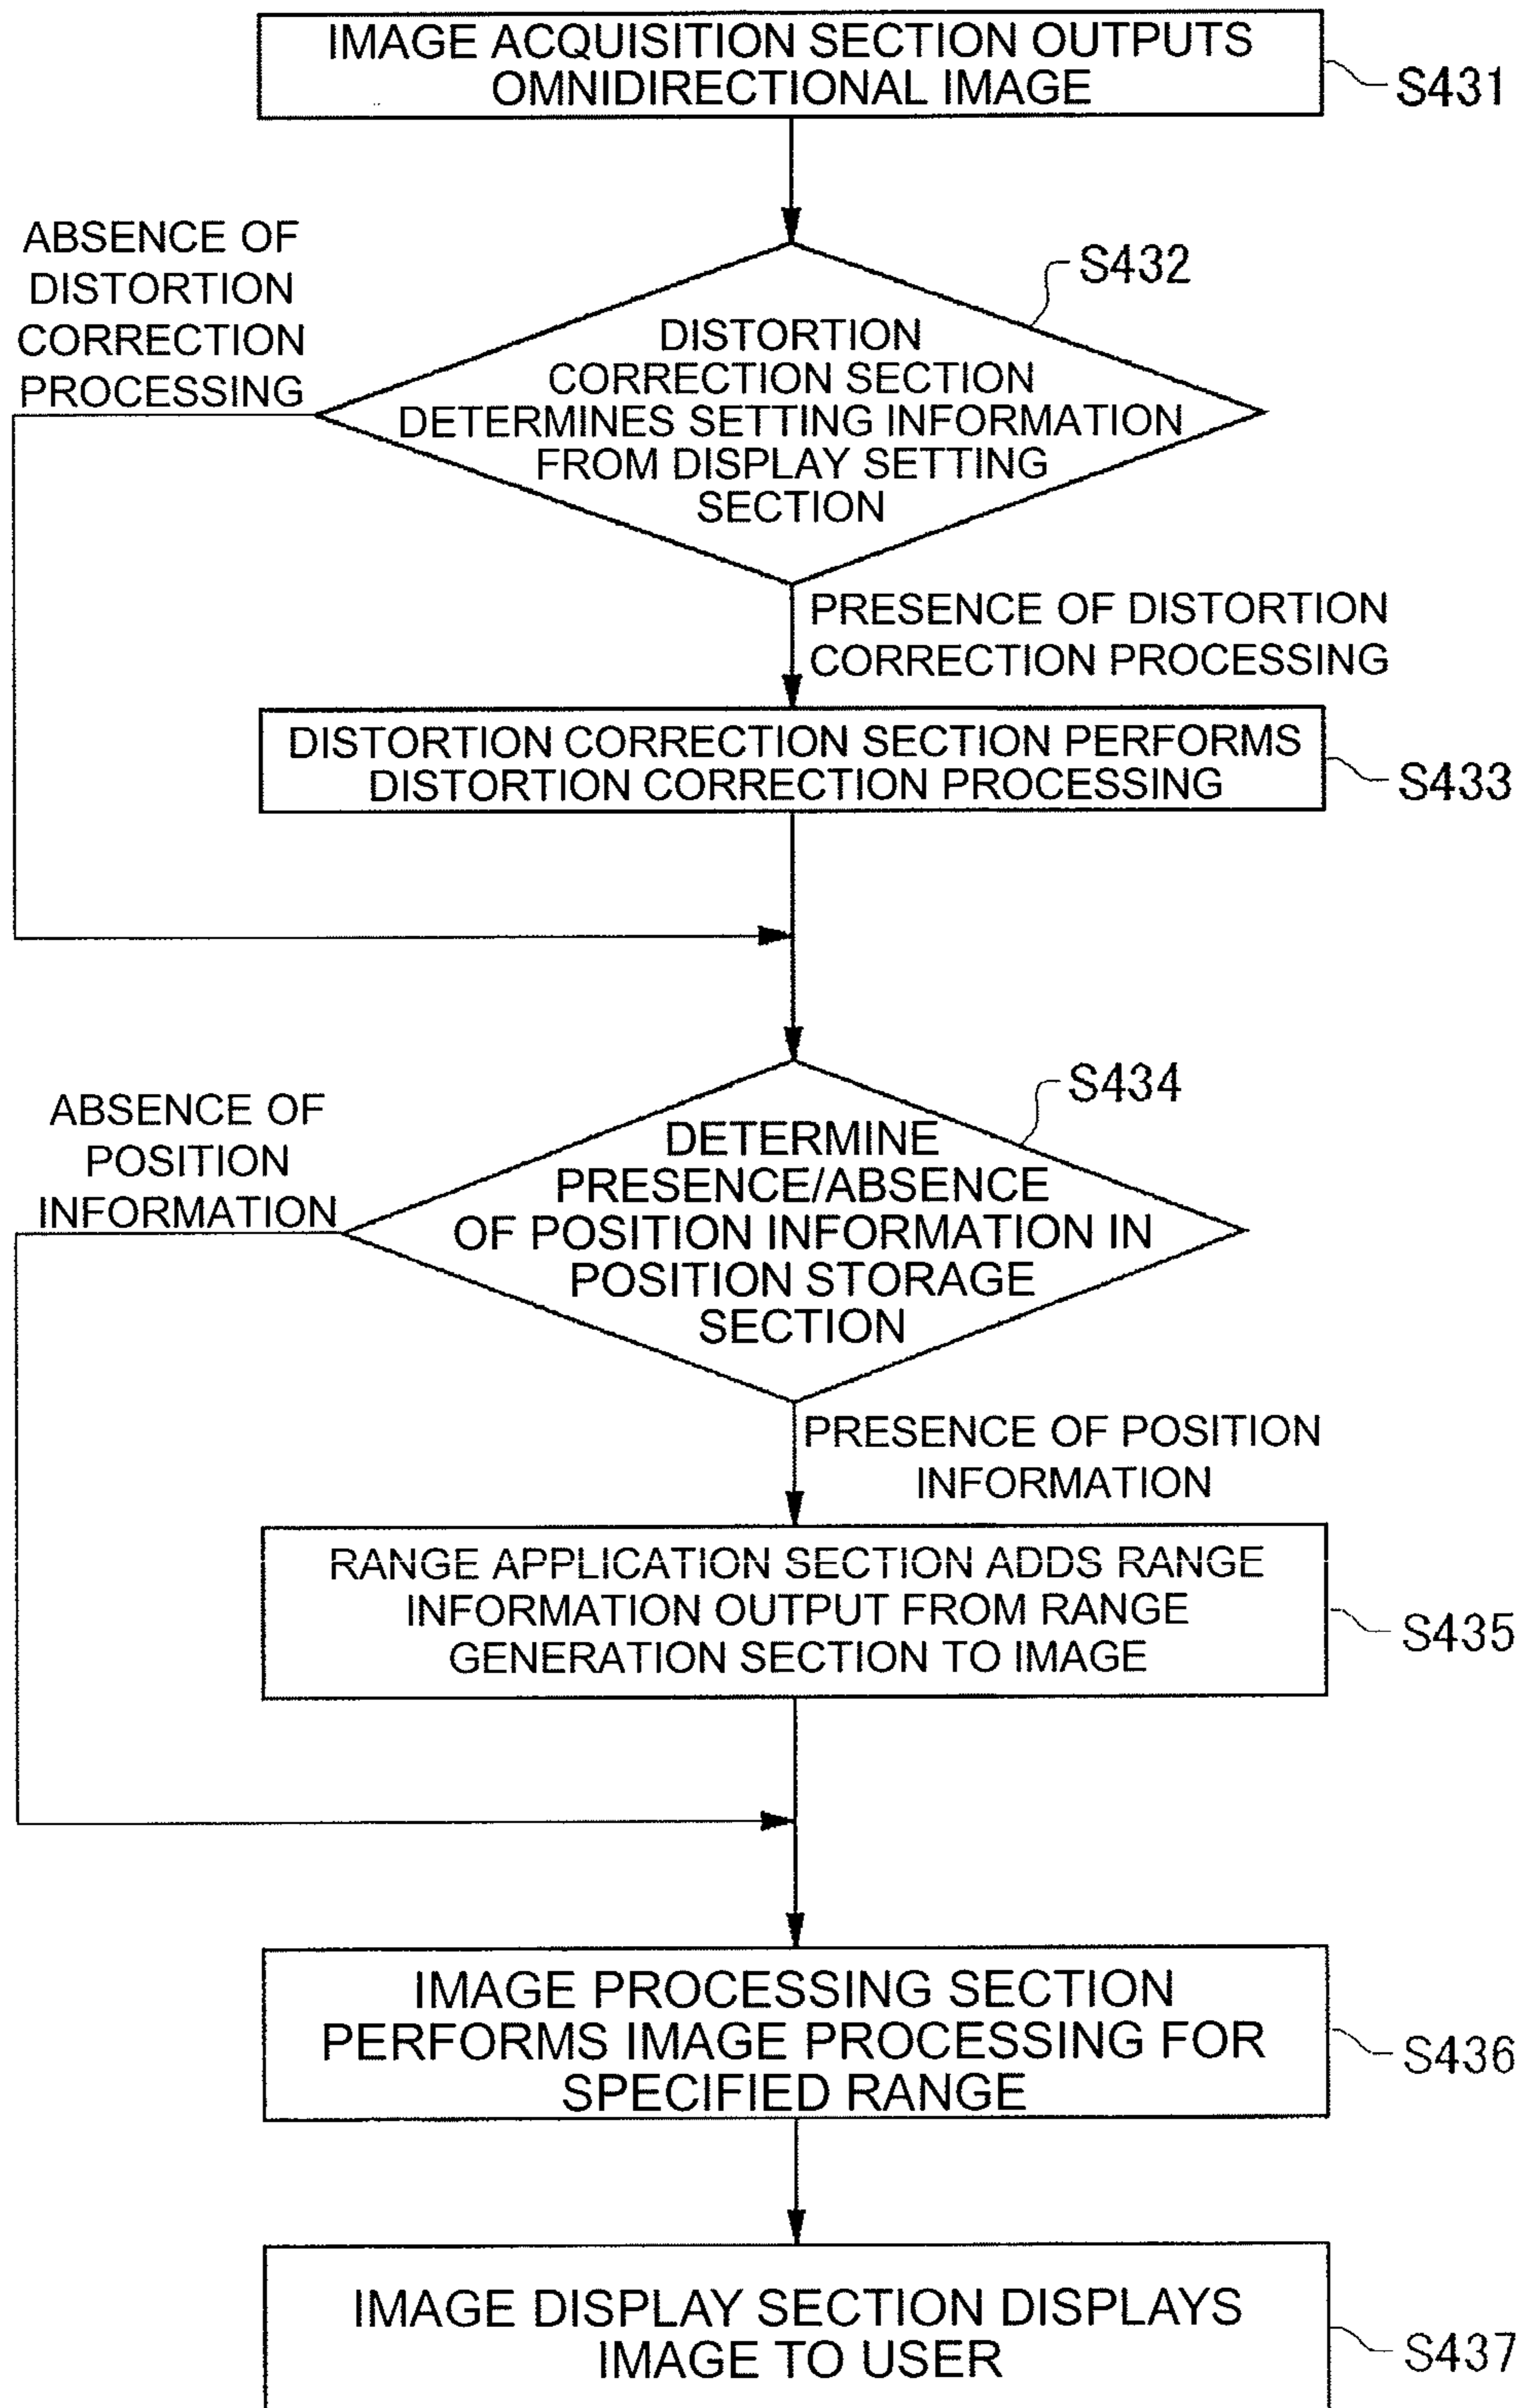 IMAGE ACQUISITION SECTION OUTPUTS
OMNIDIRECTIONAL IMAGE
S431
ABSENCE OF
DISTORTION
CORRECTION
PROCESSING
S432
DISTORTION
CORRECTION SECTION
DETERMINES SETTING INFORMATION
FROM DISPLAY SETTING
SECTION
PRESENCE OF DISTORTION
CORRECTION PROCESSING
DISTORTION CORRECTION SECTION PERFORMS
DISTORTION CORRECTION PROCESSING
S433
ABSENCE OF
POSITION
INFORMATION
S434
DETERMINE
PRESENCE/ABSENCE
OF POSITION INFORMATION IN
POSITION STORAGE
SECTION
PRESENCE OF POSITION
INFORMATION
RANGE APPLICATION SECTION ADDS RANGE
INFORMATION OUTPUT FROM RANGE
GENERATION SECTION TO IMAGE
S435
IMAGE PROCESSING SECTION
PERFORMS IMAGE PROCESSING FOR
SPECIFIED RANGE
S436
IMAGE DISPLAY SECTION DISPLAYS
IMAGE TO USER
S437